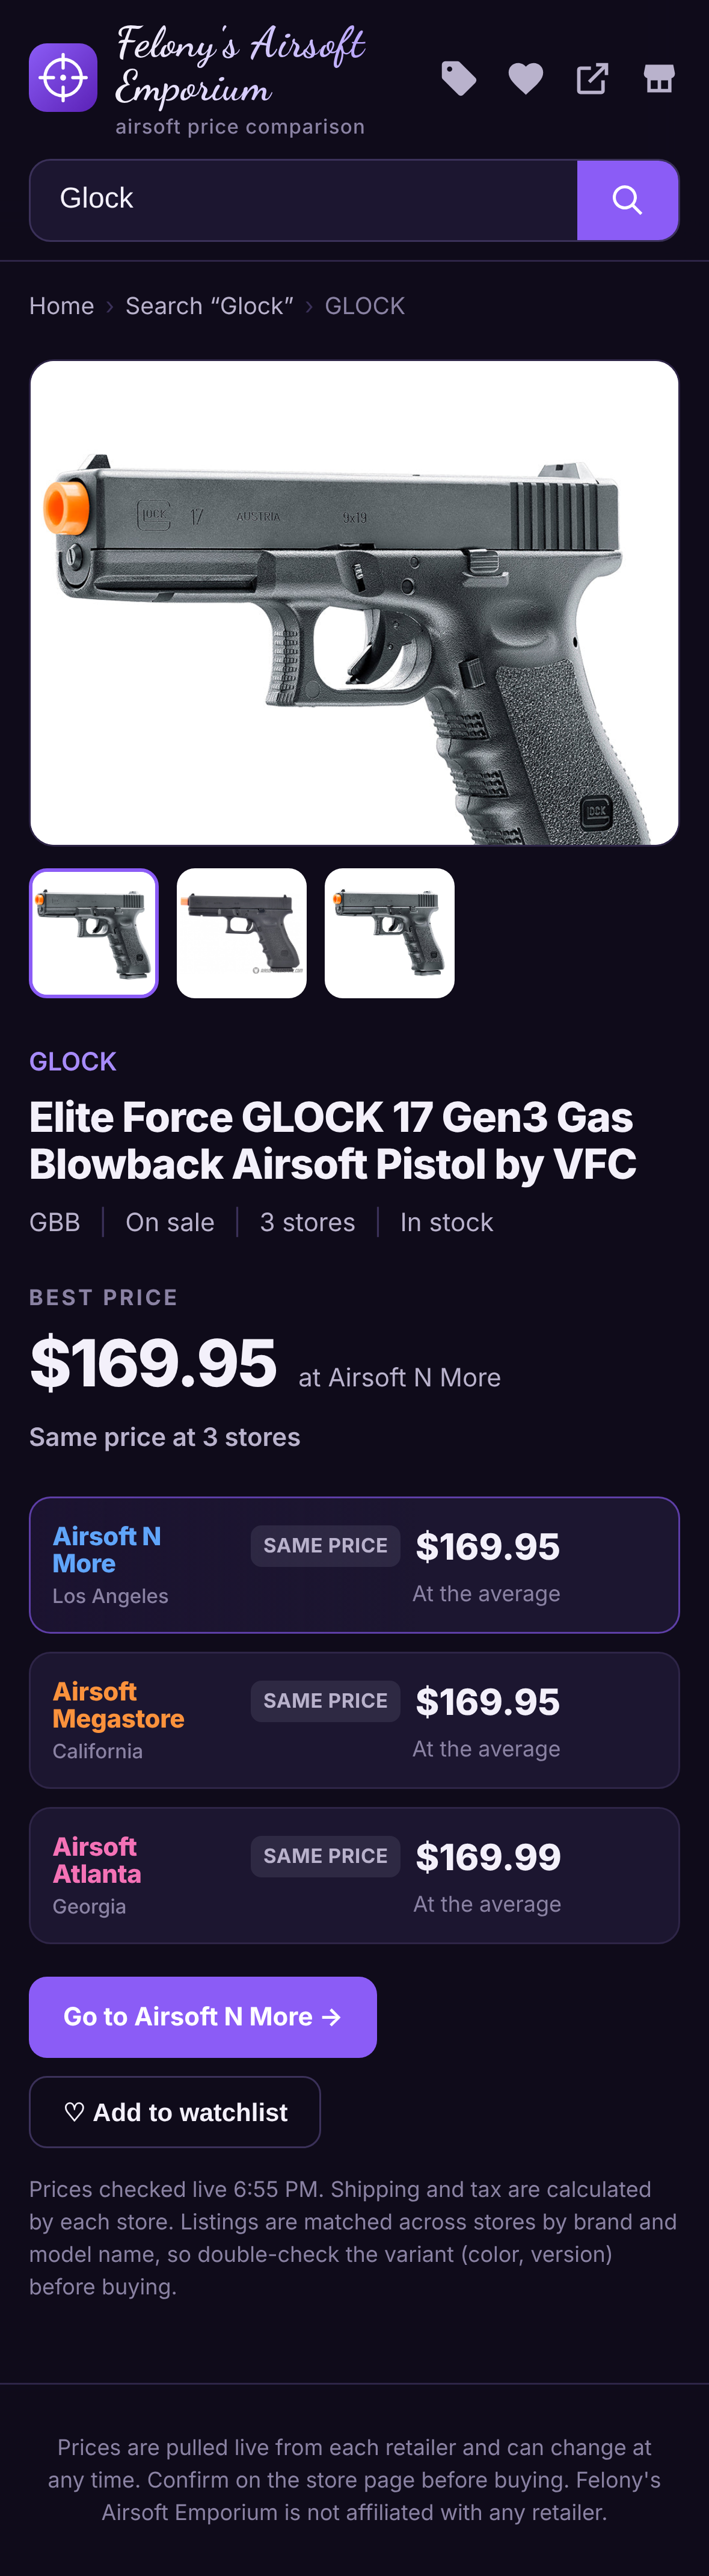 Felony's Airsoft
Emporium
airsoft price comparison
Glock
Home › Search “Glock” › GLOCK
GLOCK 17 AUSTRIA 9x19
GLOCK
GLOCK
Elite Force GLOCK 17 Gen3 Gas
Blowback Airsoft Pistol by VFC
GBB | On sale | 3 stores | In stock
BEST PRICE
$169.95 at Airsoft N More
Same price at 3 stores
Airsoft N
More
Los Angeles
SAME PRICE $169.95
At the average
Airsoft
Megastore
California
SAME PRICE $169.95
At the average
Airsoft
Atlanta
Georgia
SAME PRICE $169.99
At the average
Go to Airsoft N More →
♡ Add to watchlist
Prices checked live 6:55 PM. Shipping and tax are calculated
by each store. Listings are matched across stores by brand and
model name, so double-check the variant (color, version)
before buying.
Prices are pulled live from each retailer and can change at
any time. Confirm on the store page before buying. Felony's
Airsoft Emporium is not affiliated with any retailer.